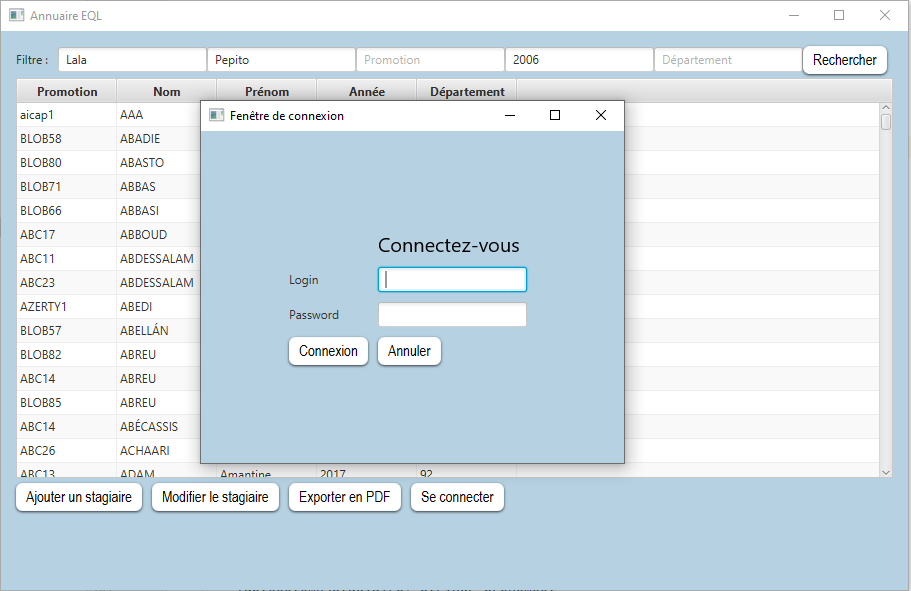 Annuaire EQL
Filtre : Lala Pepito Promotion 2006 Département Rechercher
Promotion Nom Prénom Année Département
aicap1 AAA
Fenêtre de connexion
BLOB58 ABADIE
BLOB80 ABASTO
BLOB71 ABBAS
BLOB66 ABBASI
ABC17 ABBOUD
Connectez-vous
ABC11 ABDESSALAM
ABC23 ABDESSALAM
Login
AZERTY1 ABEDI
Password
BLOB57 ABELLÁN
BLOB82 ABREU
Connexion Annuler
ABC14 ABREU
BLOB85 ABREU
ABC14 ABÉCASSIS
ABC26 ACHAARI
ABC13 ADAM Amantine 2017 92
Ajouter un stagiaire Modifier le stagiaire Exporter en PDF Se connecter